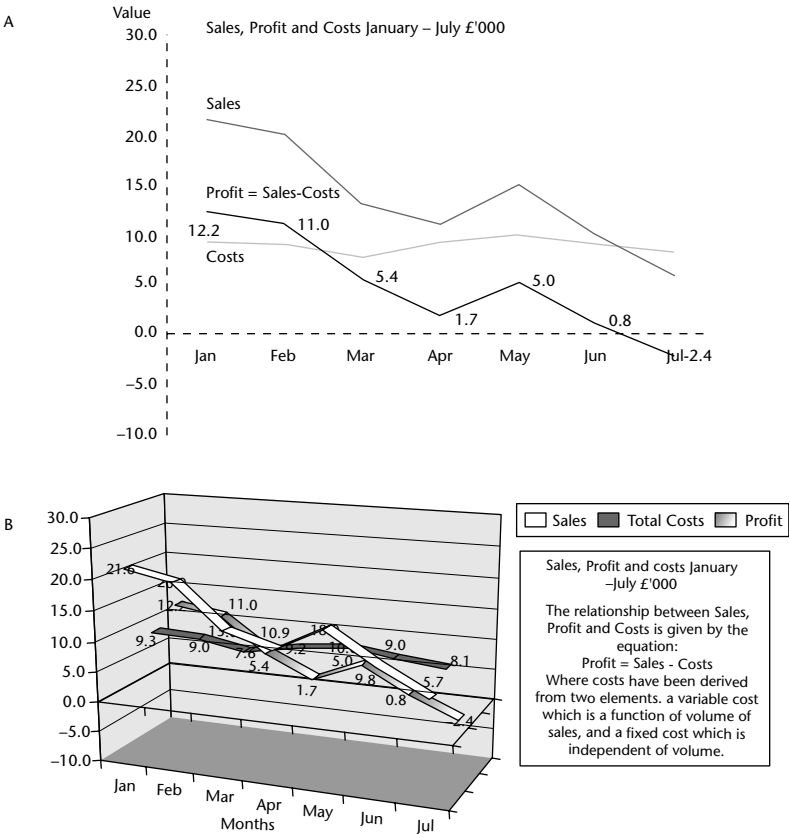 A
Value
Sales, Profit and Costs January – July £'000
30.0
25.0
20.0
15.0
10.0
5.0
0.0
–5.0
–10.0
Sales
Profit = Sales-Costs
12.2
11.0
Costs
5.4
1.7
5.0
0.8
Jan
Feb
Mar
Apr
May
Jun
Jul-2.4
B
30.0
25.0
20.0
15.0
10.0
5.0
0.0
–5.0
–10.0
21.6
11.0
10.9
9.3
9.0
7.6
9.2
5.4
5.0
9.0
8.1
1.7
9.8
0.8
5.7
2.4
Jan
Feb
Mar
Apr
May
Jun
Jul
Months
Sales Total Costs Profit
Sales, Profit and costs January
–July £'000
The relationship between Sales,
Profit and Costs is given by the
equation:
Profit = Sales - Costs
Where costs have been derived
from two elements. a variable cost
which is a function of volume of
sales, and a fixed cost which is
independent of volume.